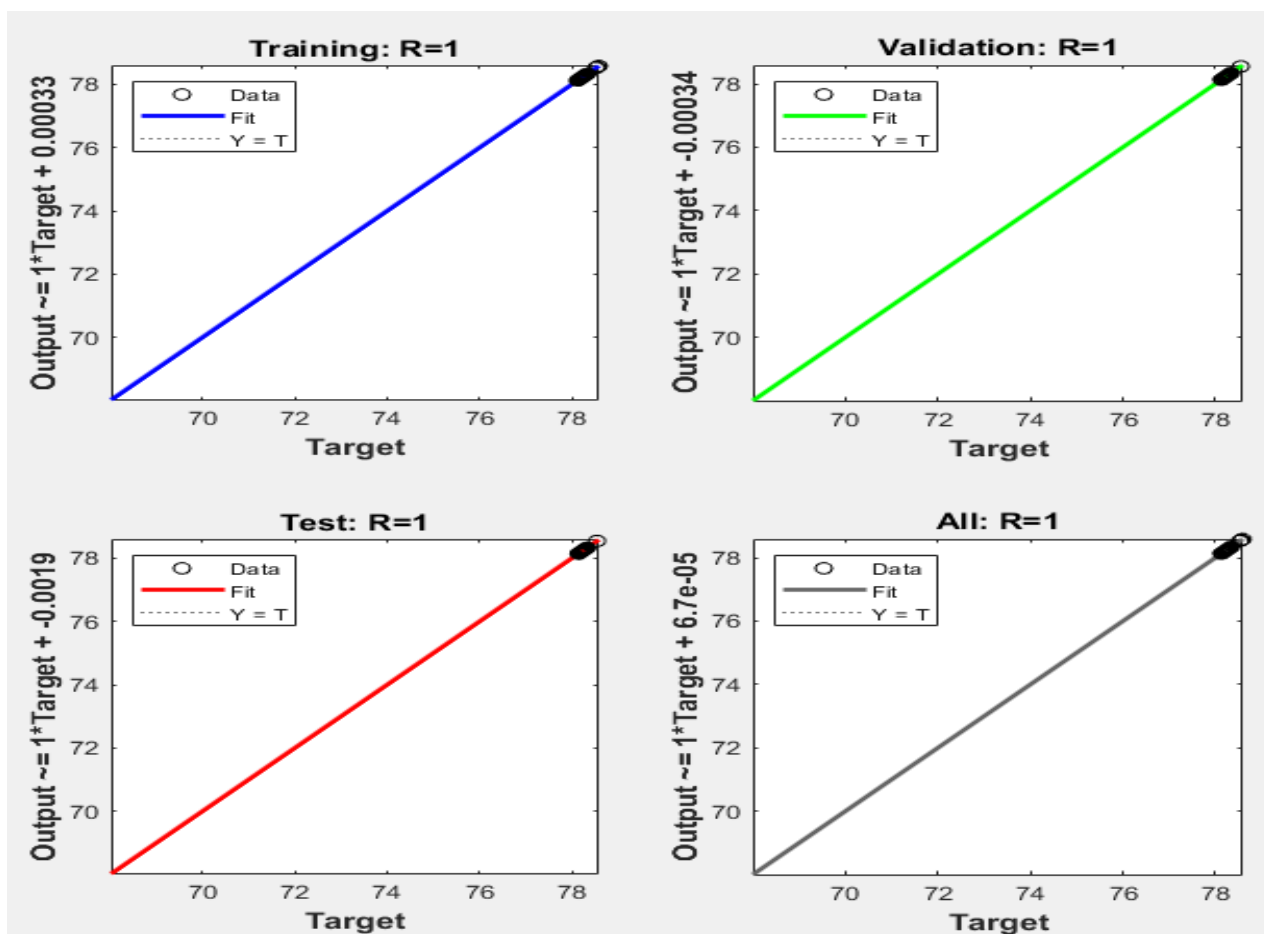 Training: R=1
Output ~= 1*Target + 0.00033
78
76
74
72
70
Data
Fit
Y = T
70 72 74 76 78
Target
Validation: R=1
Output ~= 1*Target + -0.00034
78
76
74
72
70
Data
Fit
Y = T
70 72 74 76 78
Target
Test: R=1
Output ~= 1*Target + -0.0019
78
76
74
72
70
Data
Fit
Y = T
70 72 74 76 78
Target
All: R=1
Output ~= 1*Target + 6.7e-05
78
76
74
72
70
Data
Fit
Y = T
70 72 74 76 78
Target